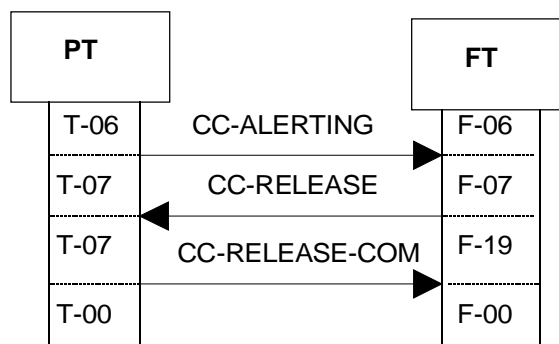 PT
FT
T-06 CC-ALERTING F-06
T-07 CC-RELEASE F-07
T-07 CC-RELEASE-COM F-19
T-00 F-00